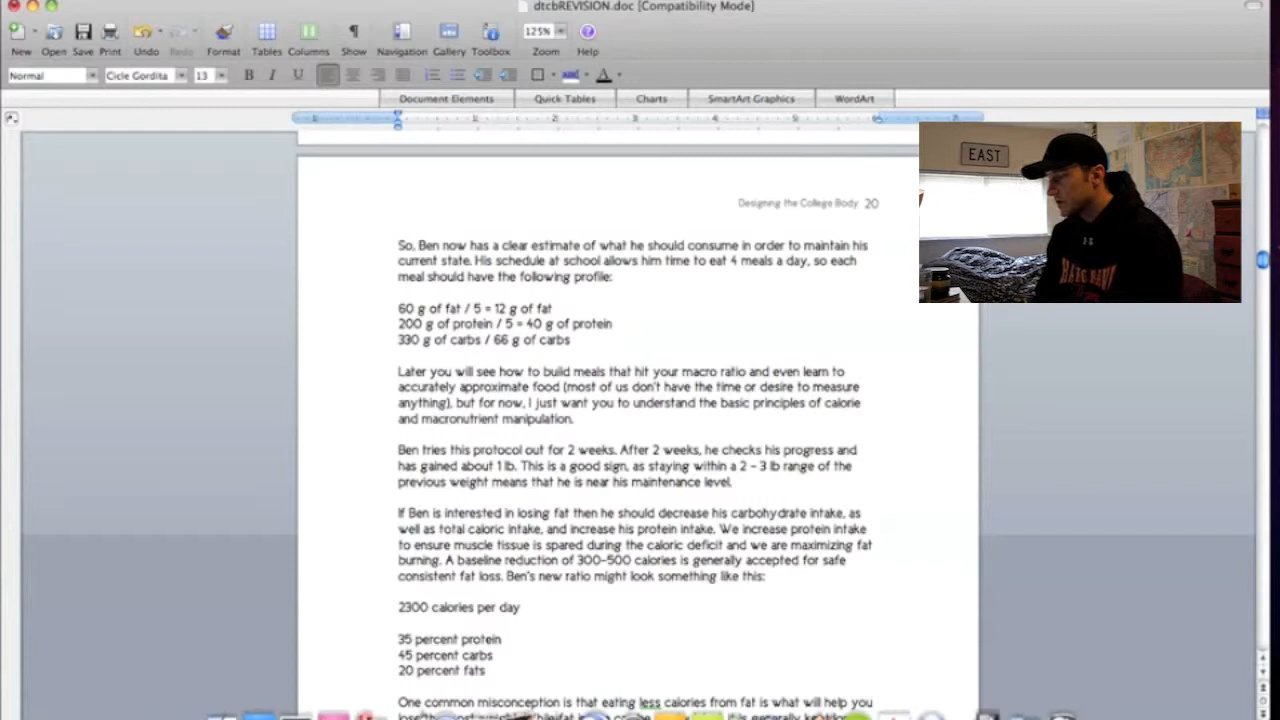 dtcbREVISION.doc [Compatibility Mode]
New Open Save Print Undo Redo Format Tables Columns Show Navigation Gallery Toolbox Zoom Help
125%
Normal Cicle Gordita 13 B I U A
Document Elements Quick Tables Charts SmartArt Graphics WordArt
EAST
Designing the College Body 20
So, Ben now has a clear estimate of what he should consume in order to maintain his
current state. His schedule at school allows him time to eat 4 meals a day, so each
meal should have the following profile:
60 g of fat / 5 = 12 g of fat
200 g of protein / 5 = 40 g of protein
330 g of carbs / 66 g of carbs
Later you will see how to build meals that hit your macro ratio and even learn to
accurately approximate food (most of us don't have the time or desire to measure
anything), but for now, I just want you to understand the basic principles of calorie
and macronutrient manipulation.
Ben tries this protocol out for 2 weeks. After 2 weeks, he checks his progress and
has gained about 1 lb. This is a good sign, as staying within a 2 - 3 lb range of the
previous weight means that he is near his maintenance level.
If Ben is interested in losing fat then he should decrease his carbohydrate intake, as
well as total caloric intake, and increase his protein intake. We increase protein intake
to ensure muscle tissue is spared during the caloric deficit and we are maximizing fat
burning. A baseline reduction of 300-500 calories is generally accepted for safe
consistent fat loss. Ben's new ratio might look something like this:
2300 calories per day
35 percent protein
45 percent carbs
20 percent fats
One common misconception is that eating less calories from fat is what will help you